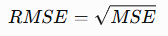 RMSE = √MSE